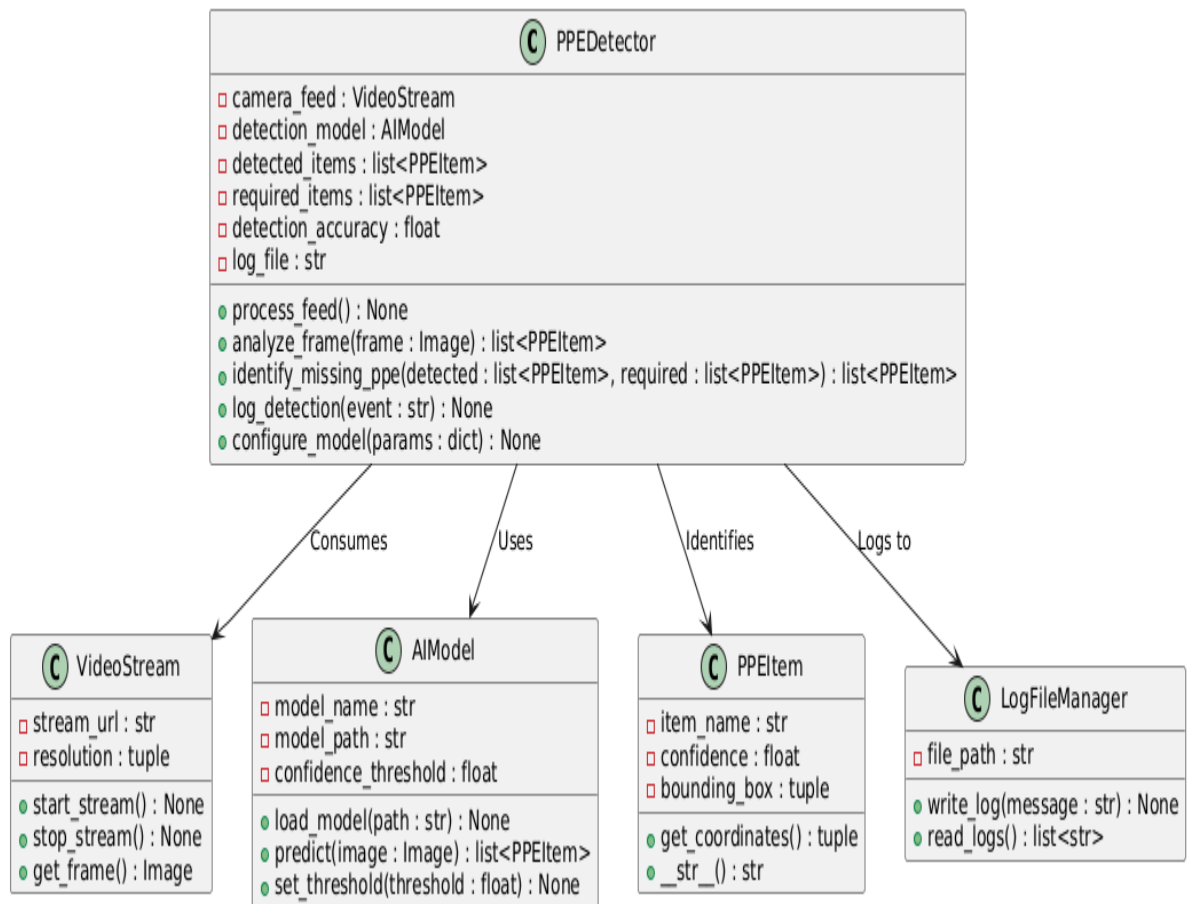 C PPEDetector
camera_feed : VideoStream
detection_model : AIModel
detected_items : list<PPEItem>
required_items : list<PPEItem>
detection_accuracy : float
log_file : str
process_feed() : None
analyze_frame(frame : Image) : list<PPEItem>
identify_missing_ppe(detected : list<PPEItem>, required : list<PPEItem>) : list<PPEItem>
log_detection(event : str) : None
configure_model(params : dict) : None
Consumes
Uses
Identifies
Logs to
C VideoStream
stream_url : str
resolution : tuple
start_stream() : None
stop_stream() : None
get_frame() : Image
C AIModel
model_name : str
model_path : str
confidence_threshold : float
load_model(path : str) : None
predict(image : Image) : list<PPEItem>
set_threshold(threshold : float) : None
C PPEItem
item_name : str
confidence : float
bounding_box : tuple
get_coordinates() : tuple
__str__() : str
C LogFileManager
file_path : str
write_log(message : str) : None
read_logs() : list<str>